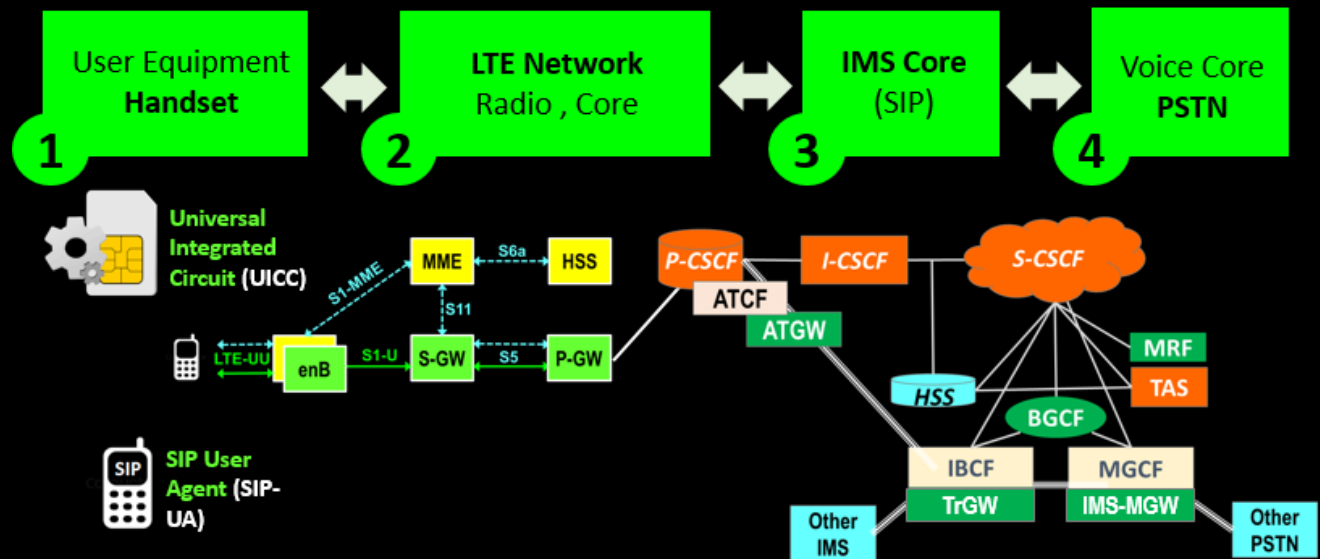 User Equipment
Handset
1
LTE Network
Radio , Core
2
IMS Core
(SIP)
3
Voice Core
PSTN
4
Universal
Integrated
Circuit (UICC)
MME
S6a
HSS
S1-MME
S11
LTE-UU
enB
S1-U
S-GW
S5
P-GW
P-CSCF
I-CSCF
S-CSCF
ATCF
ATGW
HSS
MRF
TAS
BGCF
IBCF
MGCF
TrGW
IMS-MGW
Other
IMS
Other
PSTN
SIP
SIP User
Agent (SIP-
UA)